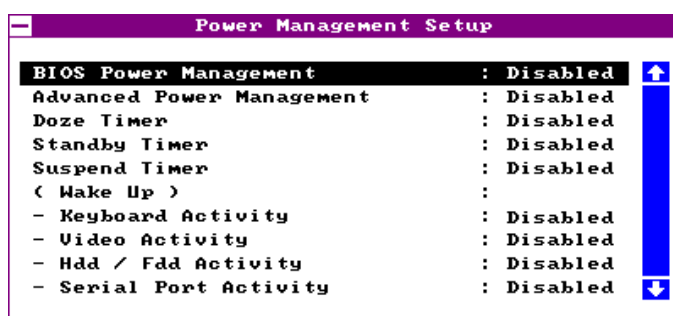 Power Management Setup
BIOS Power Management : Disabled
Advanced Power Management : Disabled
Doze Timer : Disabled
Standby Timer : Disabled
Suspend Timer : Disabled
( Wake Up ) :
- Keyboard Activity : Disabled
- Video Activity : Disabled
- Hdd / Fdd Activity : Disabled
- Serial Port Activity : Disabled